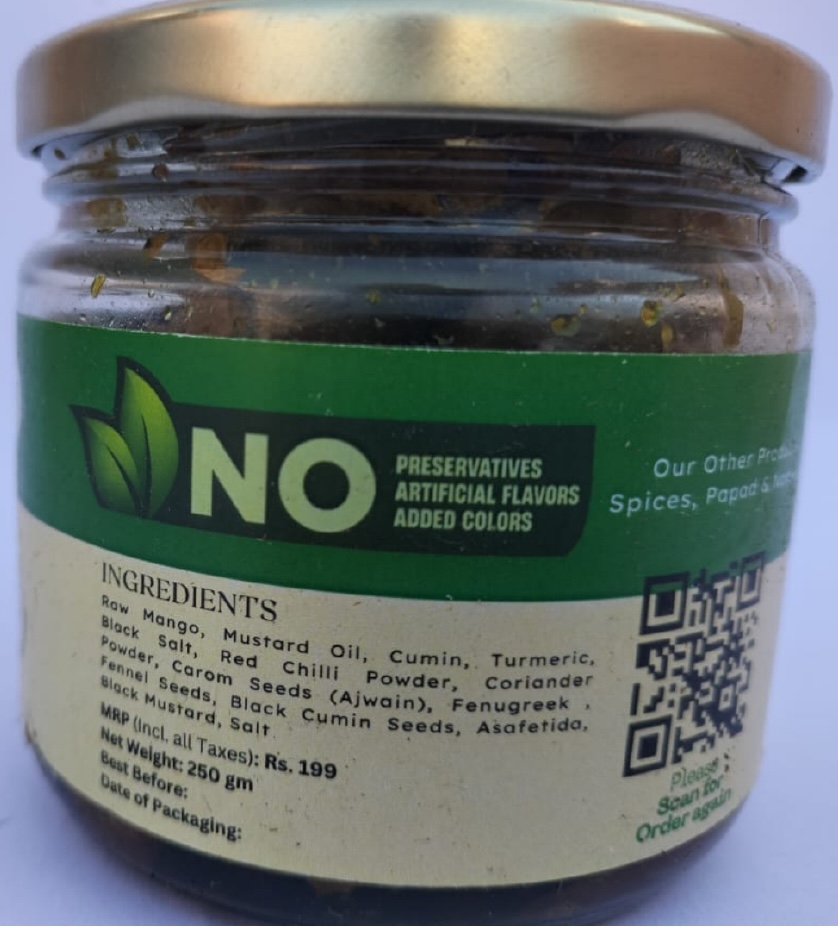 NO
PRESERVATIVES
ARTIFICIAL FLAVORS
ADDED COLORS
Our Other
Spices, Papad &
INGREDIENTS
Raw Mango, Mustard Oil, Cumin, Turmeric,
Black Salt, Red Chilli Powder, Coriander
Powder, Carom Seeds (Ajwain), Fenugreek ,
Fennel Seeds, Black Cumin Seeds, Asafetida,
Black Mustard, Salt
MRP (Incl. all Taxes): Rs. 199
Net Weight: 250 gm
Best Before:
Date of Packaging:
Please
Scan for
Order again